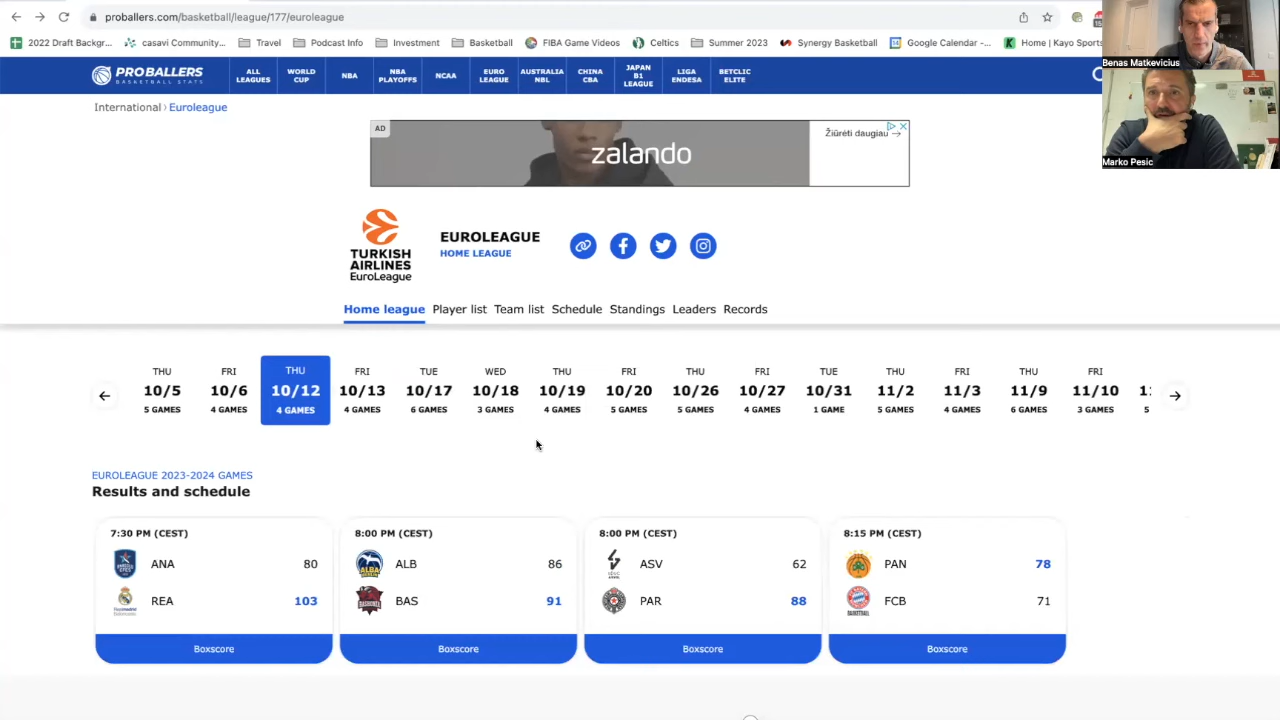 proballers.com/basketball/league/177/euroleague
2022 Draft Backgr...
casavi Community...
Travel
Podcast Info
Investment
Basketball
FIBA Game Videos
Celtics
Summer 2023
Synergy Basketball
Google Calendar -...
Home | Kayo Sports
Benas Matkevicius
Marko Pesic
PROBALLERS
BASKETBALL STATS
ALL LEAGUES
WORLD CUP
NBA
NBA PLAYOFFS
NCAA
EURO LEAGUE
AUSTRALIA NBL
CHINA CBA
JAPAN B1 LEAGUE
LIGA ENDESA
BETCLIC ELITE
International › Euroleague
AD
zalando
Žiūrėti daugiau →
TURKISH
AIRLINES
EuroLeague
EUROLEAGUE
HOME LEAGUE
Home league Player list Team list Schedule Standings Leaders Records
THU 10/5 5 GAMES
FRI 10/6 4 GAMES
THU 10/12 4 GAMES
FRI 10/13 4 GAMES
TUE 10/17 6 GAMES
WED 10/18 3 GAMES
THU 10/19 4 GAMES
FRI 10/20 5 GAMES
THU 10/26 5 GAMES
FRI 10/27 4 GAMES
TUE 10/31 1 GAME
THU 11/2 5 GAMES
FRI 11/3 4 GAMES
THU 11/9 6 GAMES
FRI 11/10 3 GAMES
EUROLEAGUE 2023-2024 GAMES
Results and schedule
7:30 PM (CEST)
ANA 80
REA 103
Boxscore
8:00 PM (CEST)
ALB 86
BAS 91
Boxscore
8:00 PM (CEST)
ASV 62
PAR 88
Boxscore
8:15 PM (CEST)
PAN 78
FCB 71
Boxscore